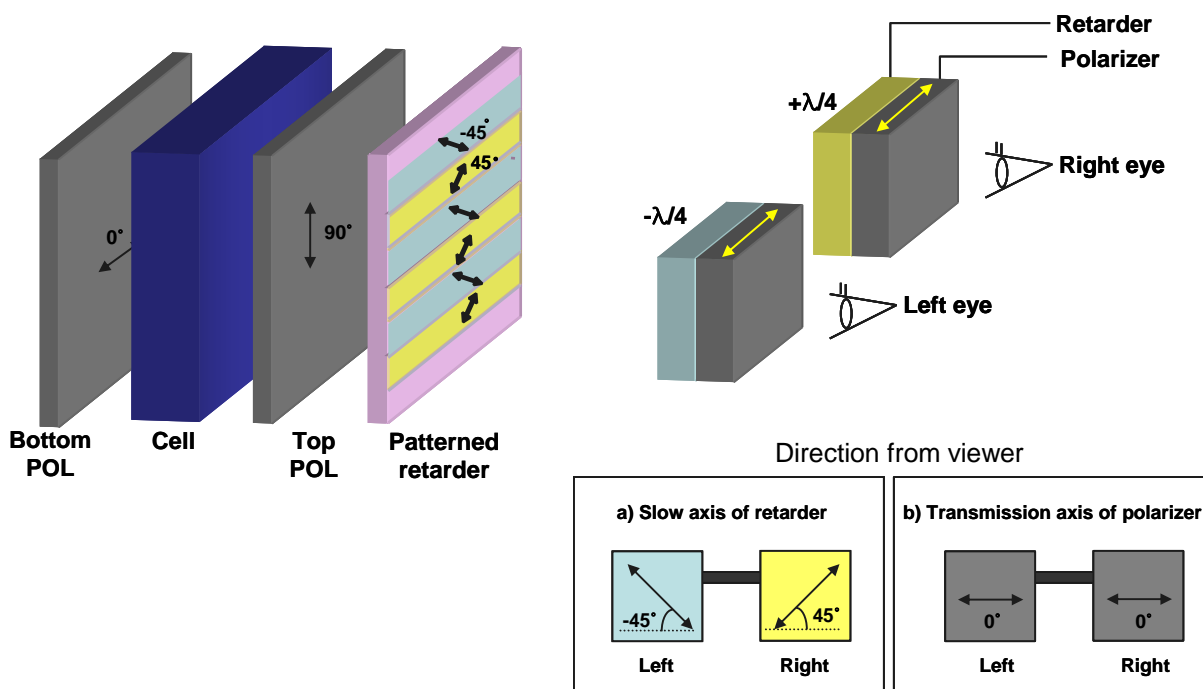 Retarder
Polarizer
+λ/4
-45°
45°
Right eye
-λ/4
0°
90°
Left eye
Bottom
POL
Cell
Top
POL
Patterned
retarder
Direction from viewer
a) Slow axis of retarder
-45°
45°
Left
Right
b) Transmission axis of polarizer
0°
0°
Left
Right